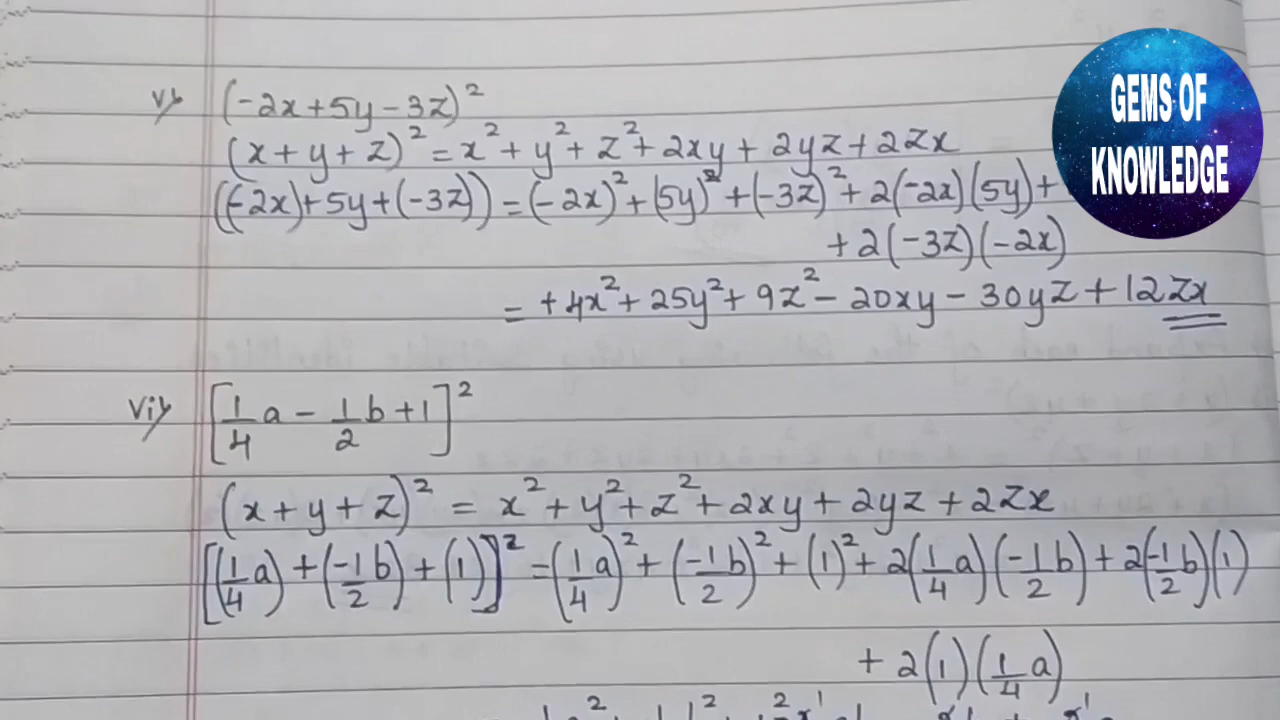 v) (-2x+5y-3z)²
(x+y+z)² = x² + y² + z² + 2xy + 2yz + 2zx
((-2x)+5y+(-3z)) = (-2x)² + (5y)² + (-3z)² + 2(-2x)(5y) +
+ 2(-3z)(-2x)
= +4x² + 25y² + 9z² - 20xy - 30yz + 12zx
vi) [1/4 a - 1/2 b + 1]²
(x+y+z)² = x² + y² + z² + 2xy + 2yz + 2zx
[(1/4 a) + (-1/2 b) + (1)]² = (1/4 a)² + (-1/2 b)² + (1)² + 2(1/4 a)(-1/2 b) + 2(-1/2 b)(1)
+ 2(1)(1/4 a)
GEMS OF
KNOWLEDGE